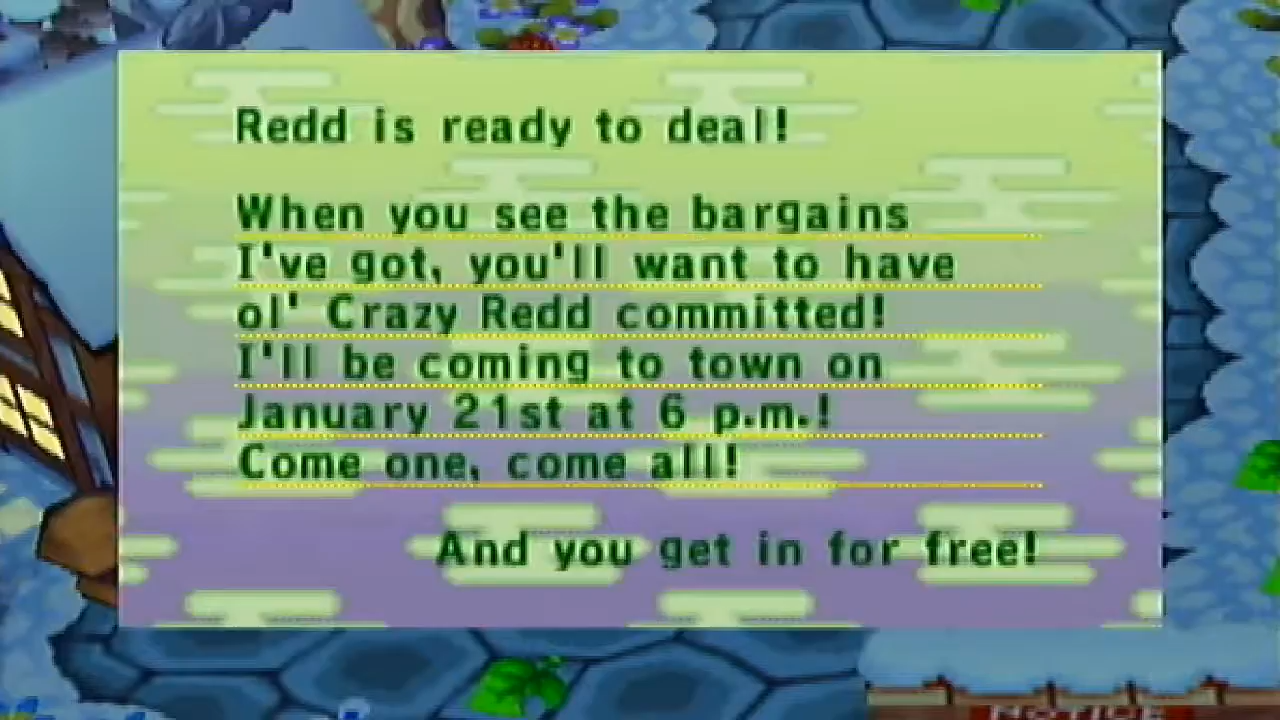 Redd is ready to deal!
When you see the bargains
I've got, you'll want to have
ol' Crazy Redd committed!
I'll be coming to town on
January 21st at 6 p.m.!
Come one, come all!
And you get in for free!
NOTICE